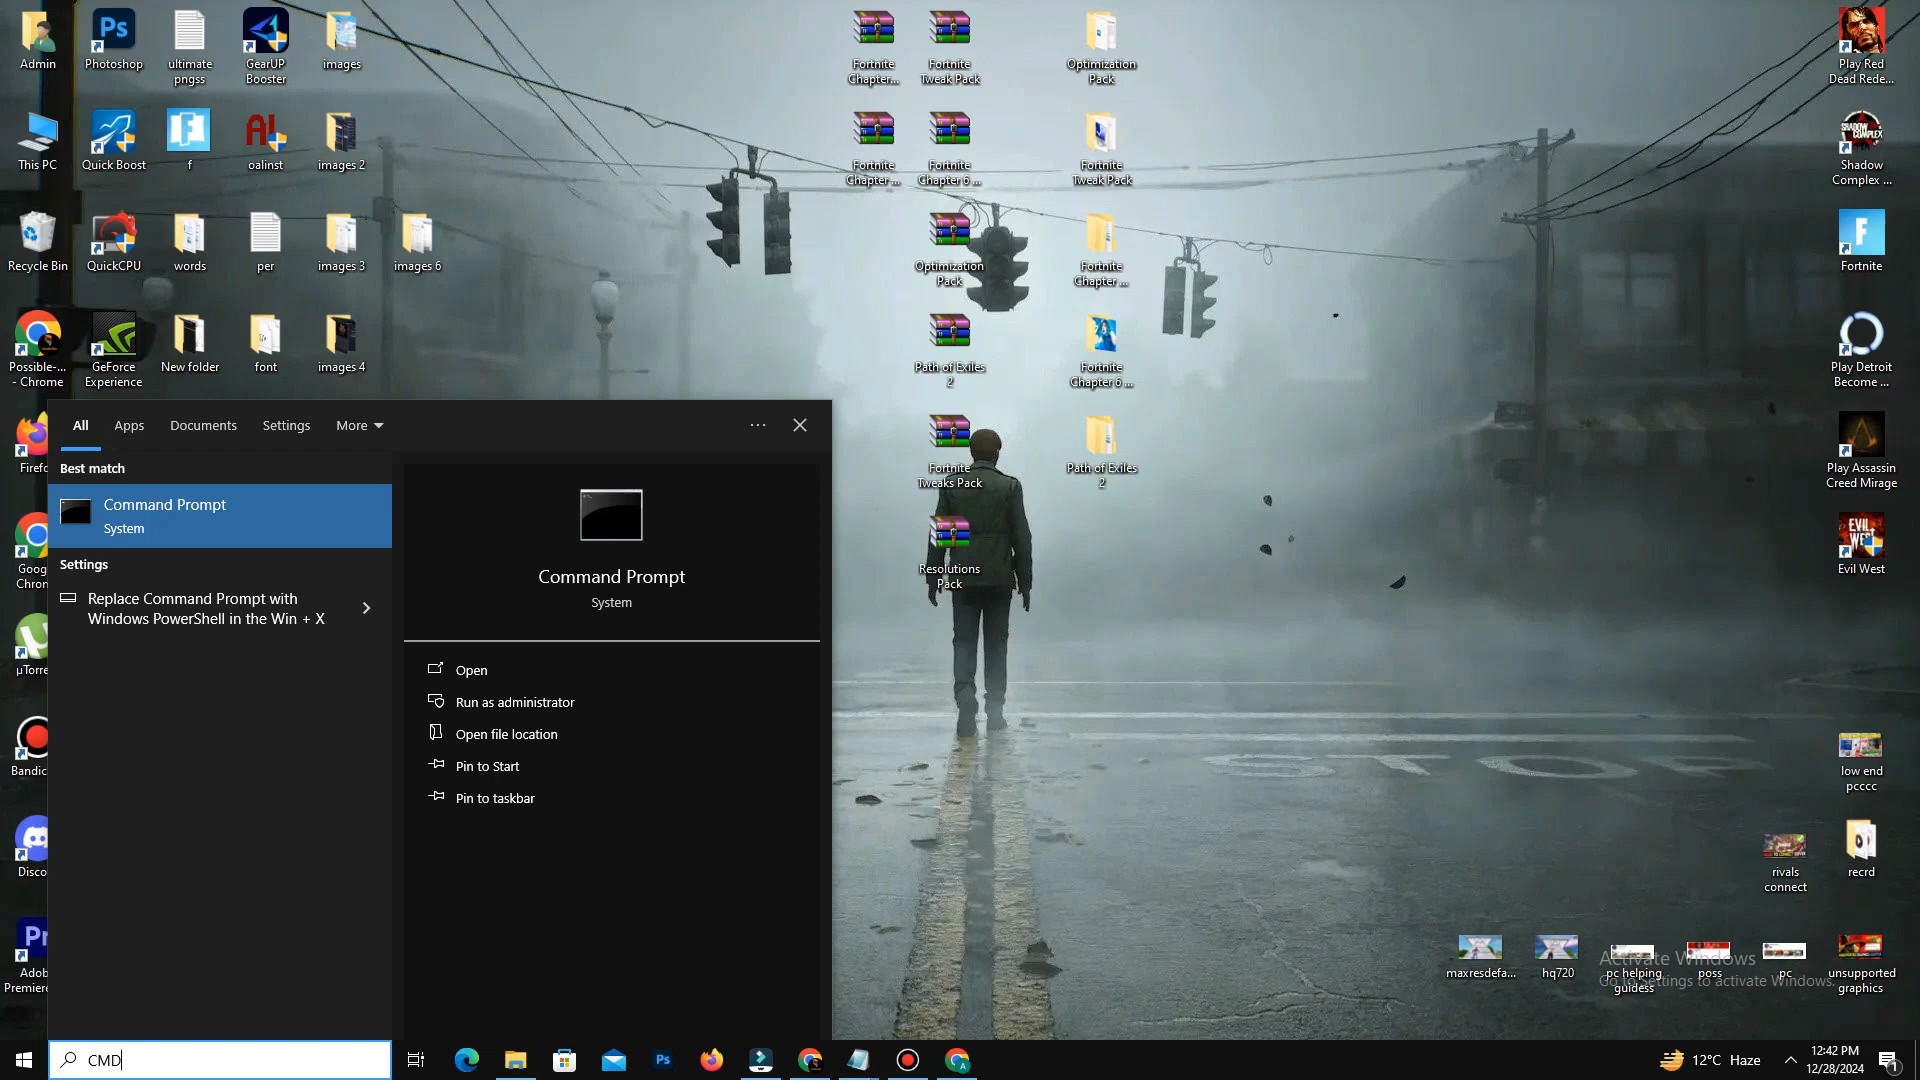 Admin
Photoshop
ultimate
pngss
GearUP
Booster
images
Fortnite
Chapter...
Fortnite
Tweak Pack
Optimization
Pack
Play Red
Dead Rede...
This PC
Quick Boost
f
oalinst
images 2
Fortnite
Chapter ...
Fortnite
Chapter 6 ...
Fortnite
Tweak Pack
Shadow
Complex ...
Recycle Bin
QuickCPU
words
per
images 3
images 6
Optimization
Pack
Fortnite
Chapter ...
Fortnite
Possible-...
- Chrome
GeForce
Experience
New folder
font
images 4
Path of Exiles
2
Fortnite
Chapter 6 ...
Play Detroit
Become ...
Firefo
Fortnite
Tweaks Pack
Path of Exiles
2
Play Assassin
Creed Mirage
Goog
Chron
Resolutions
Pack
EVIL
WEST
Evil West
µTorre
Bandic
Disco
Adob
Premiere
All
Apps
Documents
Settings
More
Best match
Command Prompt
System
Settings
Replace Command Prompt with
Windows PowerShell in the Win + X
Command Prompt
System
Open
Run as administrator
Open file location
Pin to Start
Pin to taskbar
STOP
low end
pcccc
rivals
connect
recrd
maxresdefa...
hq720
pc helping
guidess
poss
pc
unsupported
graphics
Activate Windows
Go to Settings to activate Windows.
CMD
12°C Haze
12:42 PM
12/28/2024
1